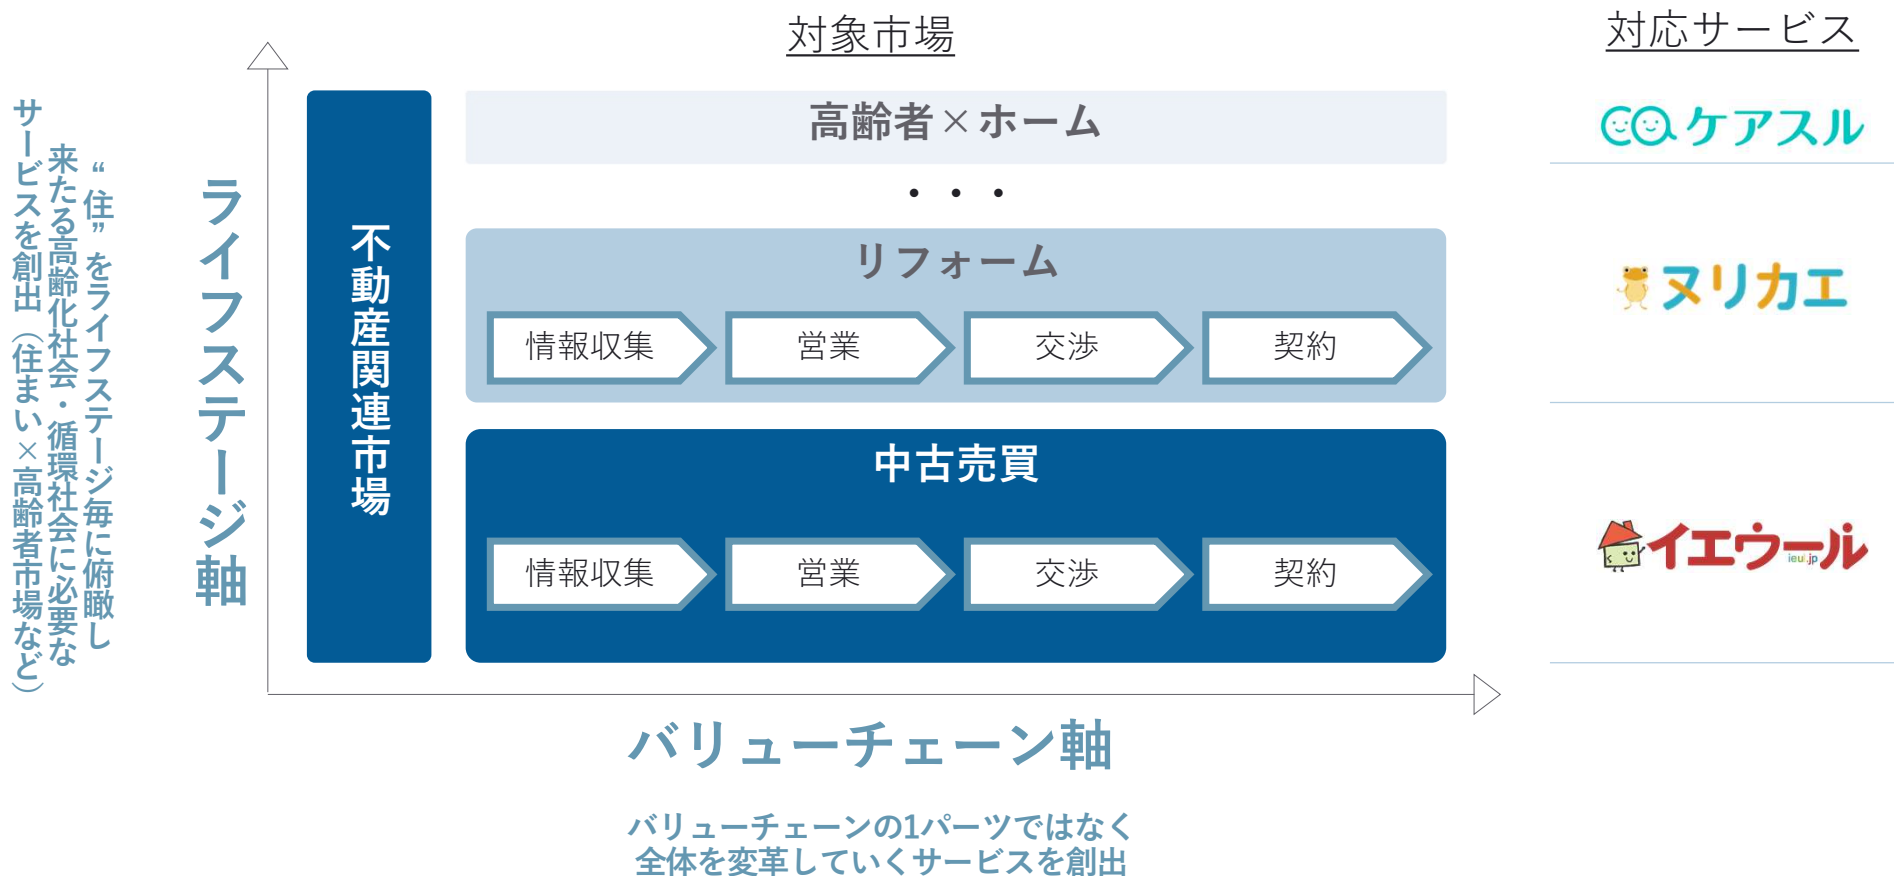 対象市場
対応サービス
“住”をライフステージ毎に俯瞰し
来たる高齢化社会・循環社会に必要な
サービスを創出（住まい×高齢者市場など）
ライフステージ軸
不動産関連市場
高齢者×ホーム
ケアスル
・・・
リフォーム
情報収集
営業
交渉
契約
ヌリカエ
中古売買
情報収集
営業
交渉
契約
イエウール
ieul.jp
バリューチェーン軸
バリューチェーンの1パーツではなく
全体を変革していくサービスを創出